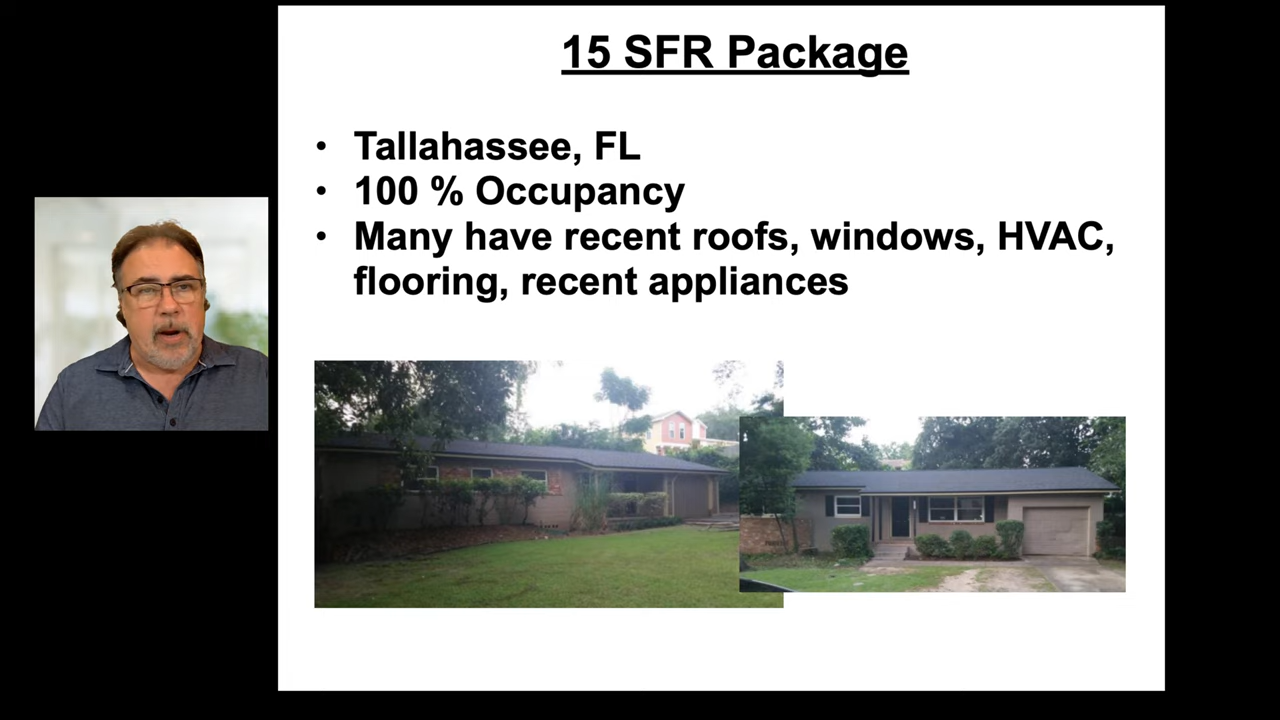 15 SFR Package
• Tallahassee, FL
• 100 % Occupancy
• Many have recent roofs, windows, HVAC,
flooring, recent appliances